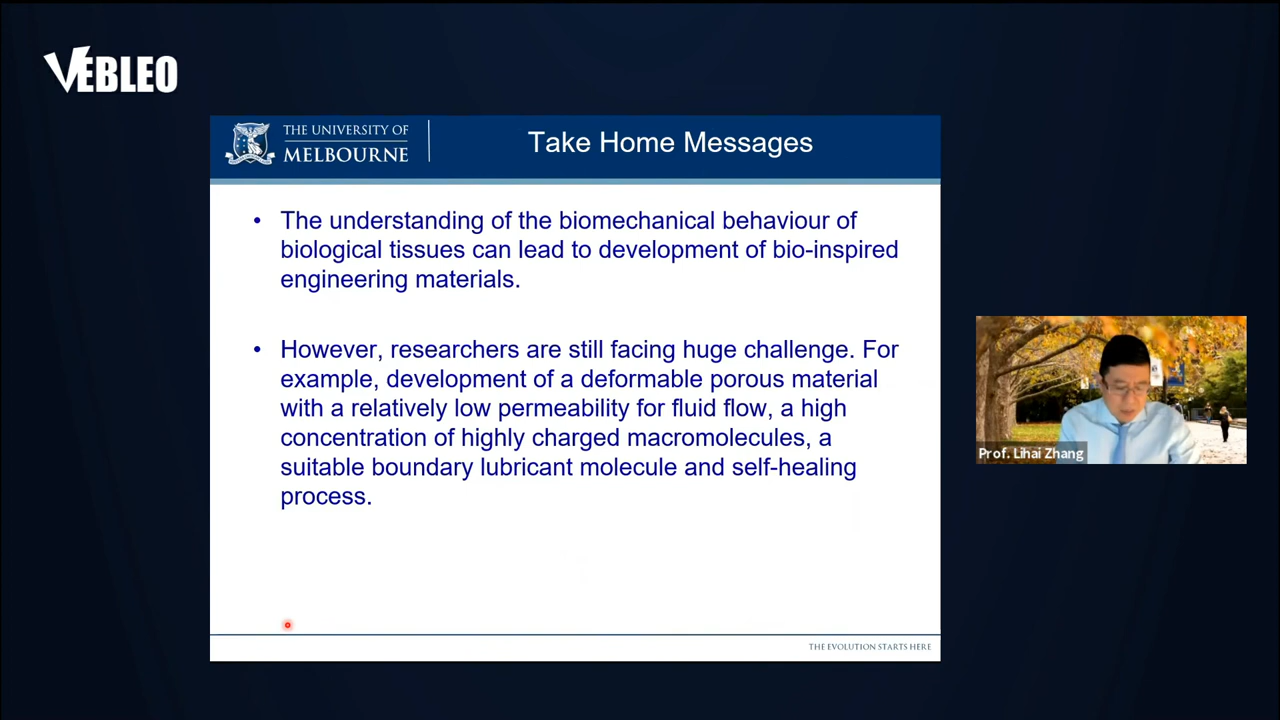 VEBLEO
THE UNIVERSITY OF
MELBOURNE
Take Home Messages
• The understanding of the biomechanical behaviour of
biological tissues can lead to development of bio-inspired
engineering materials.
• However, researchers are still facing huge challenge. For
example, development of a deformable porous material
with a relatively low permeability for fluid flow, a high
concentration of highly charged macromolecules, a
suitable boundary lubricant molecule and self-healing
process.
THE EVOLUTION STARTS HERE
Prof. Lihai Zhang